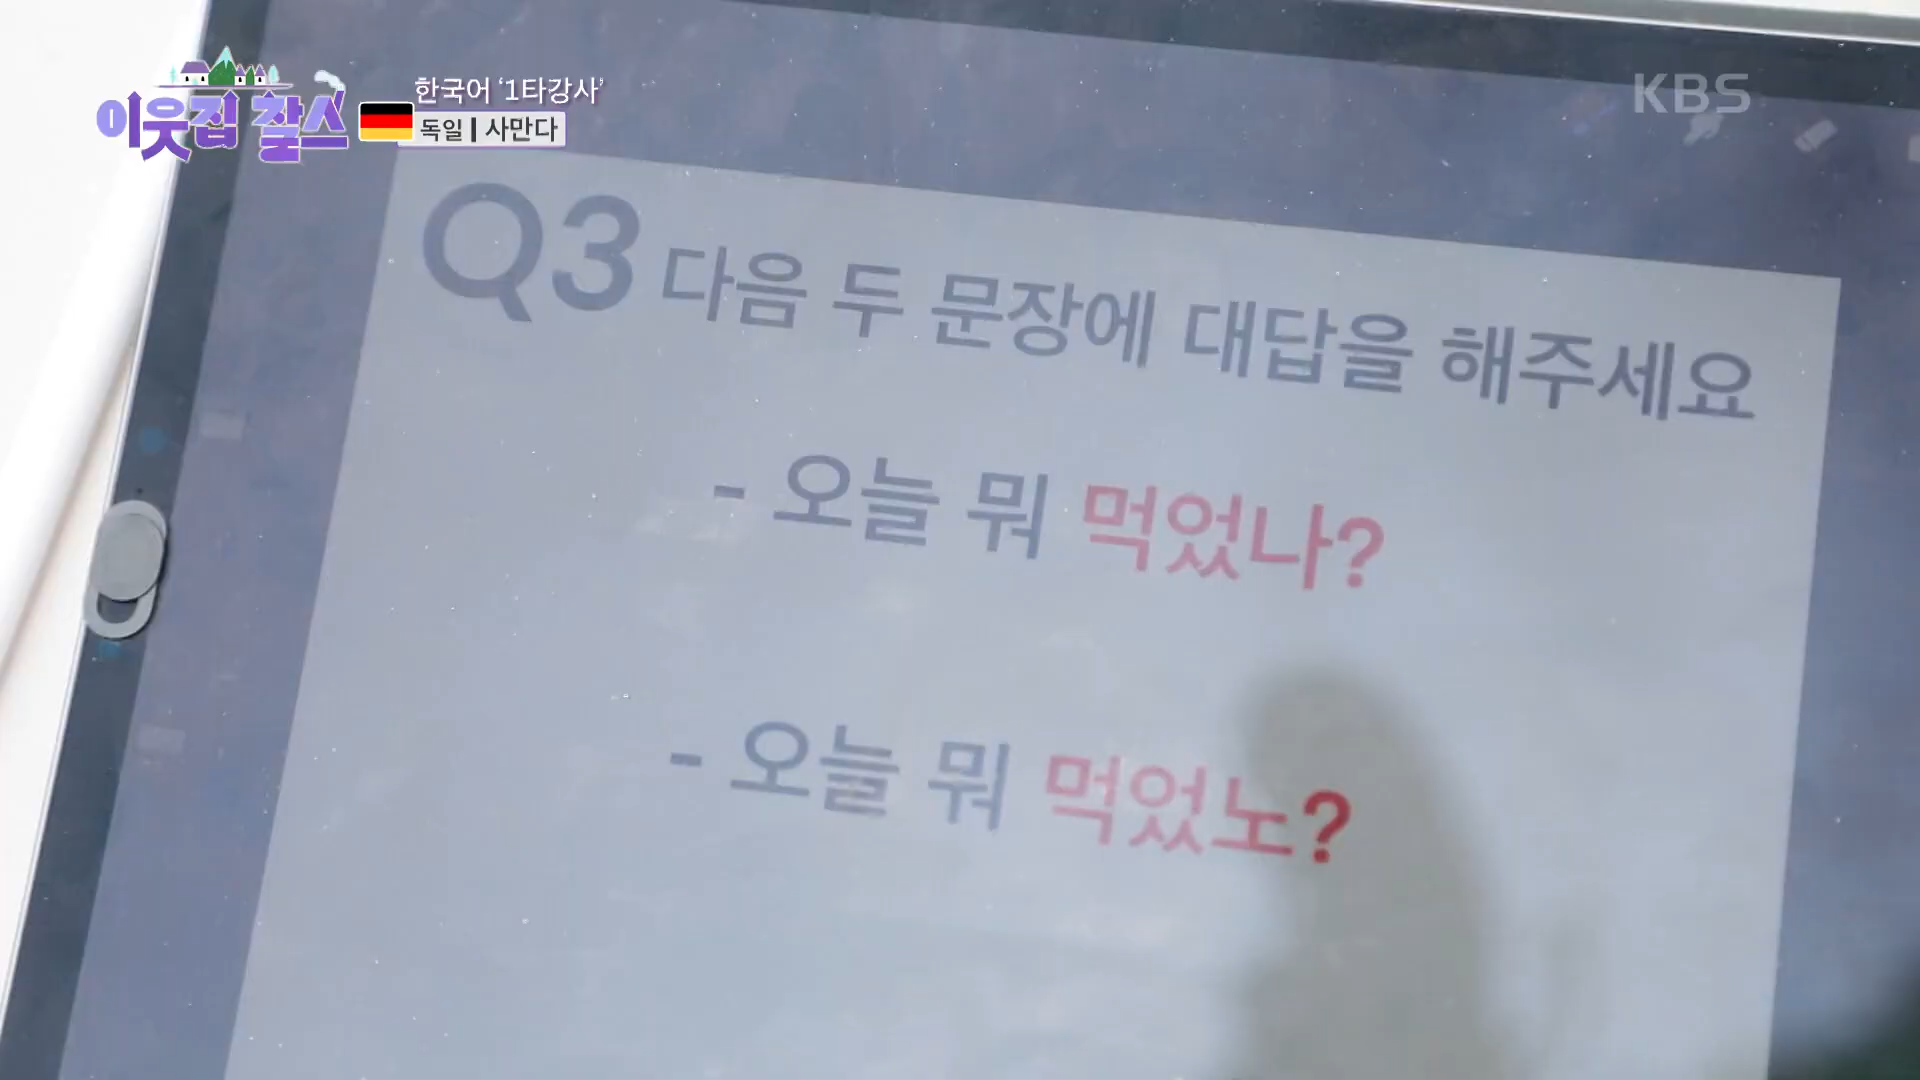 이웃집 찰스
한국어 '1타강사'
독일 | 사만다
KBS
Q3 다음 두 문장에 대답을 해주세요
- 오늘 뭐 먹었나?
- 오늘 뭐 먹었노?